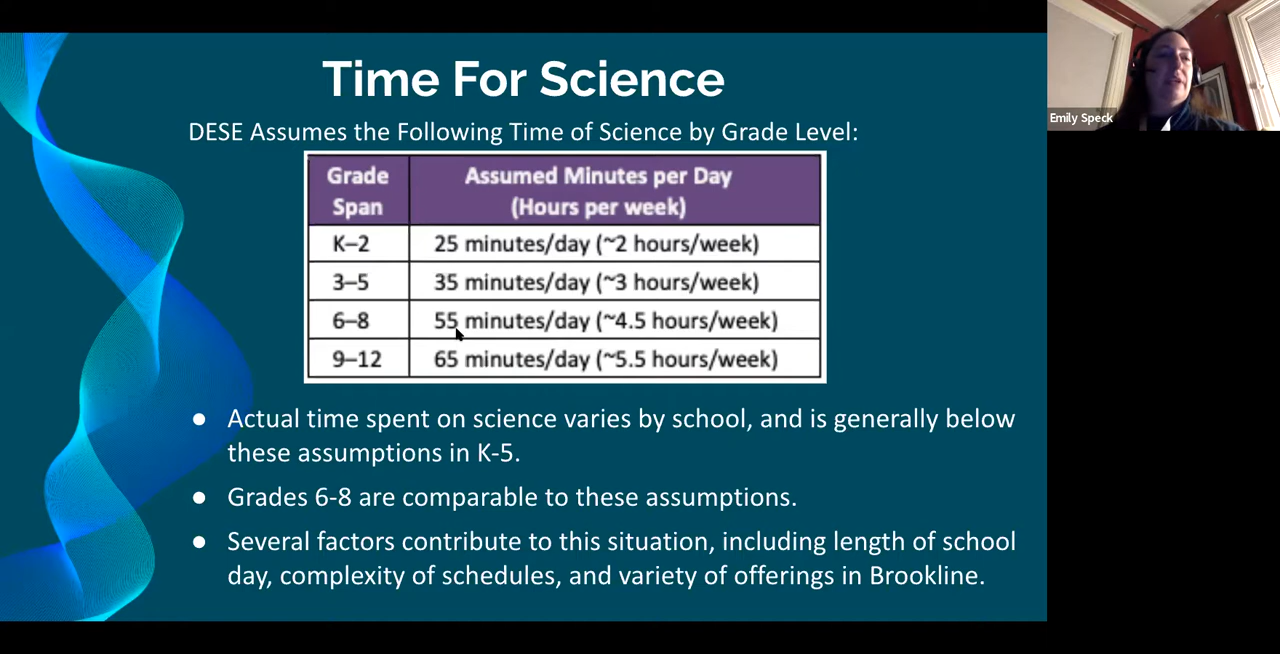 Time For Science
DESE Assumes the Following Time of Science by Grade Level:
Grade Span
Assumed Minutes per Day (Hours per week)
K–2
25 minutes/day (~2 hours/week)
3–5
35 minutes/day (~3 hours/week)
6–8
55 minutes/day (~4.5 hours/week)
9–12
65 minutes/day (~5.5 hours/week)
● Actual time spent on science varies by school, and is generally below
these assumptions in K-5.
● Grades 6-8 are comparable to these assumptions.
● Several factors contribute to this situation, including length of school
day, complexity of schedules, and variety of offerings in Brookline.
Emily Speck